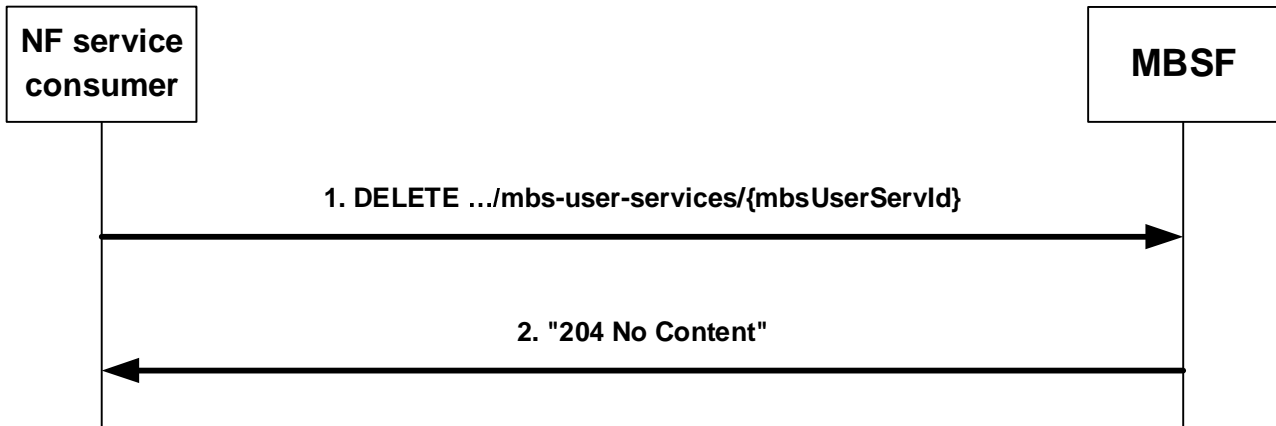 NF service
consumer
MBSF
1. DELETE …/mbs-user-services/{mbsUserServId}
2. "204 No Content"